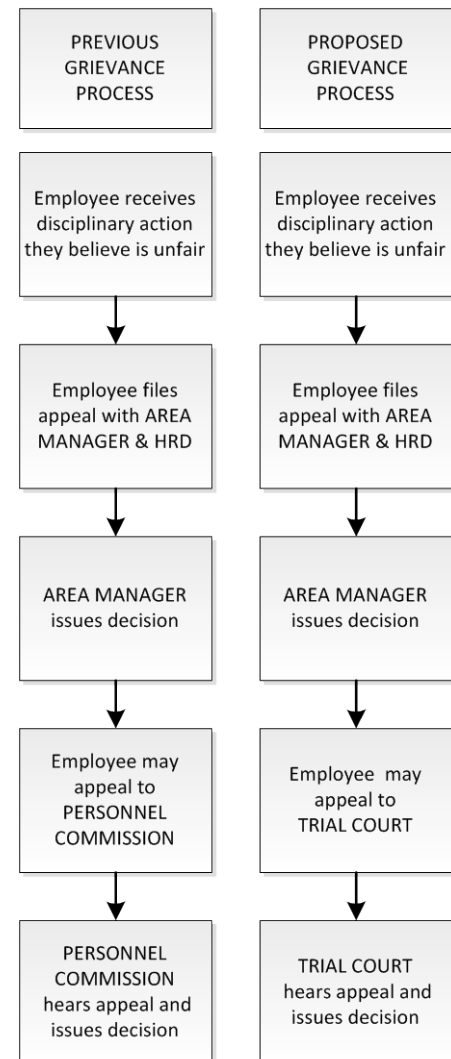 PREVIOUS
GRIEVANCE
PROCESS
Employee receives
disciplinary action
they believe is unfair
Employee files
appeal with AREA
MANAGER & HRD
AREA MANAGER
issues decision
Employee may
appeal to
PERSONNEL
COMMISSION
PERSONNEL
COMMISSION
hears appeal and
issues decision
PROPOSED
GRIEVANCE
PROCESS
Employee receives
disciplinary action
they believe is unfair
Employee files
appeal with AREA
MANAGER & HRD
AREA MANAGER
issues decision
Employee may
appeal to
TRIAL COURT
TRIAL COURT
hears appeal and
issues decision